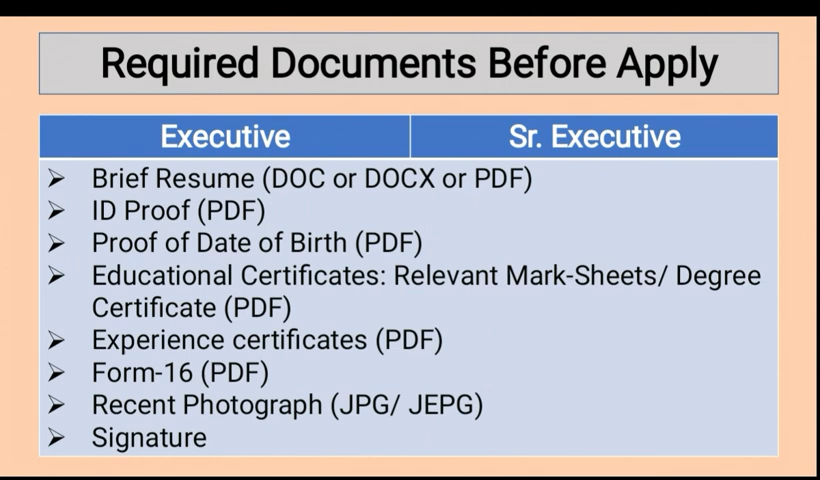 Required Documents Before Apply
Executive
Sr. Executive
➢ Brief Resume (DOC or DOCX or PDF)
➢ ID Proof (PDF)
➢ Proof of Date of Birth (PDF)
➢ Educational Certificates: Relevant Mark-Sheets/ Degree
Certificate (PDF)
➢ Experience certificates (PDF)
➢ Form-16 (PDF)
➢ Recent Photograph (JPG/ JEPG)
➢ Signature